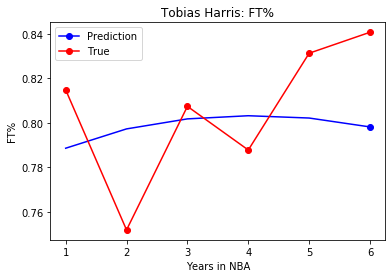 Tobias Harris: FT%
Prediction
True
0.84
0.82
0.80
0.78
0.76
FT%
1 2 3 4 5 6
Years in NBA